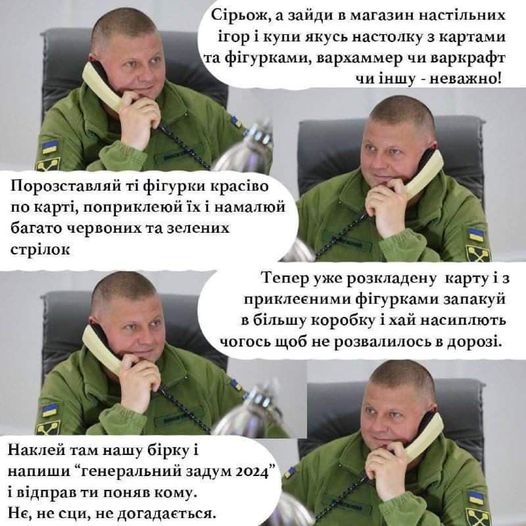 Сірьож, а зайди в магазин настільних
ігор і купи якусь настолку з картами
та фігурками, вархаммер чи варкрафт
чи іншу - неважно!
Порозставляй ті фігурки красіво
по карті, поприклеюй їх і намалюй
багато червоних та зелених
стрілок
Тепер уже розкладену карту і з
приклеєними фігурками запакуй
в більшу коробку і хай насиплють
чогось щоб не розвалилось в дорозі.
Наклей там нашу бірку і
напиши “генеральний задум 2024”
і відправ ти поняв кому.
Нє, не сци, не догадається.